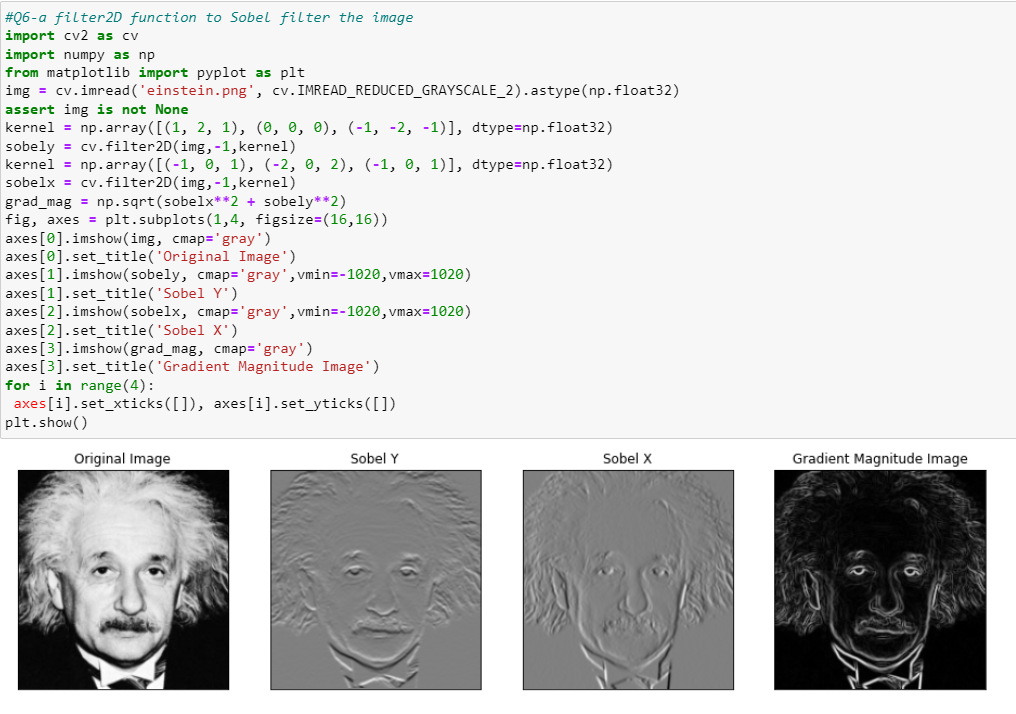 #Q6-a filter2D function to Sobel filter the image
import cv2 as cv
import numpy as np
from matplotlib import pyplot as plt
img = cv.imread('einstein.png', cv.IMREAD_REDUCED_GRAYSCALE_2).astype(np.float32)
assert img is not None
kernel = np.array([(1, 2, 1), (0, 0, 0), (-1, -2, -1)], dtype=np.float32)
sobely = cv.filter2D(img,-1,kernel)
kernel = np.array([(-1, 0, 1), (-2, 0, 2), (-1, 0, 1)], dtype=np.float32)
sobelx = cv.filter2D(img,-1,kernel)
grad_mag = np.sqrt(sobelx**2 + sobely**2)
fig, axes = plt.subplots(1,4, figsize=(16,16))
axes[0].imshow(img, cmap='gray')
axes[0].set_title('Original Image')
axes[1].imshow(sobely, cmap='gray',vmin=-1020,vmax=1020)
axes[1].set_title('Sobel Y')
axes[2].imshow(sobelx, cmap='gray',vmin=-1020,vmax=1020)
axes[2].set_title('Sobel X')
axes[3].imshow(grad_mag, cmap='gray')
axes[3].set_title('Gradient Magnitude Image')
for i in range(4):
 axes[i].set_xticks([]), axes[i].set_yticks([])
plt.show()
Original Image
Sobel Y
Sobel X
Gradient Magnitude Image